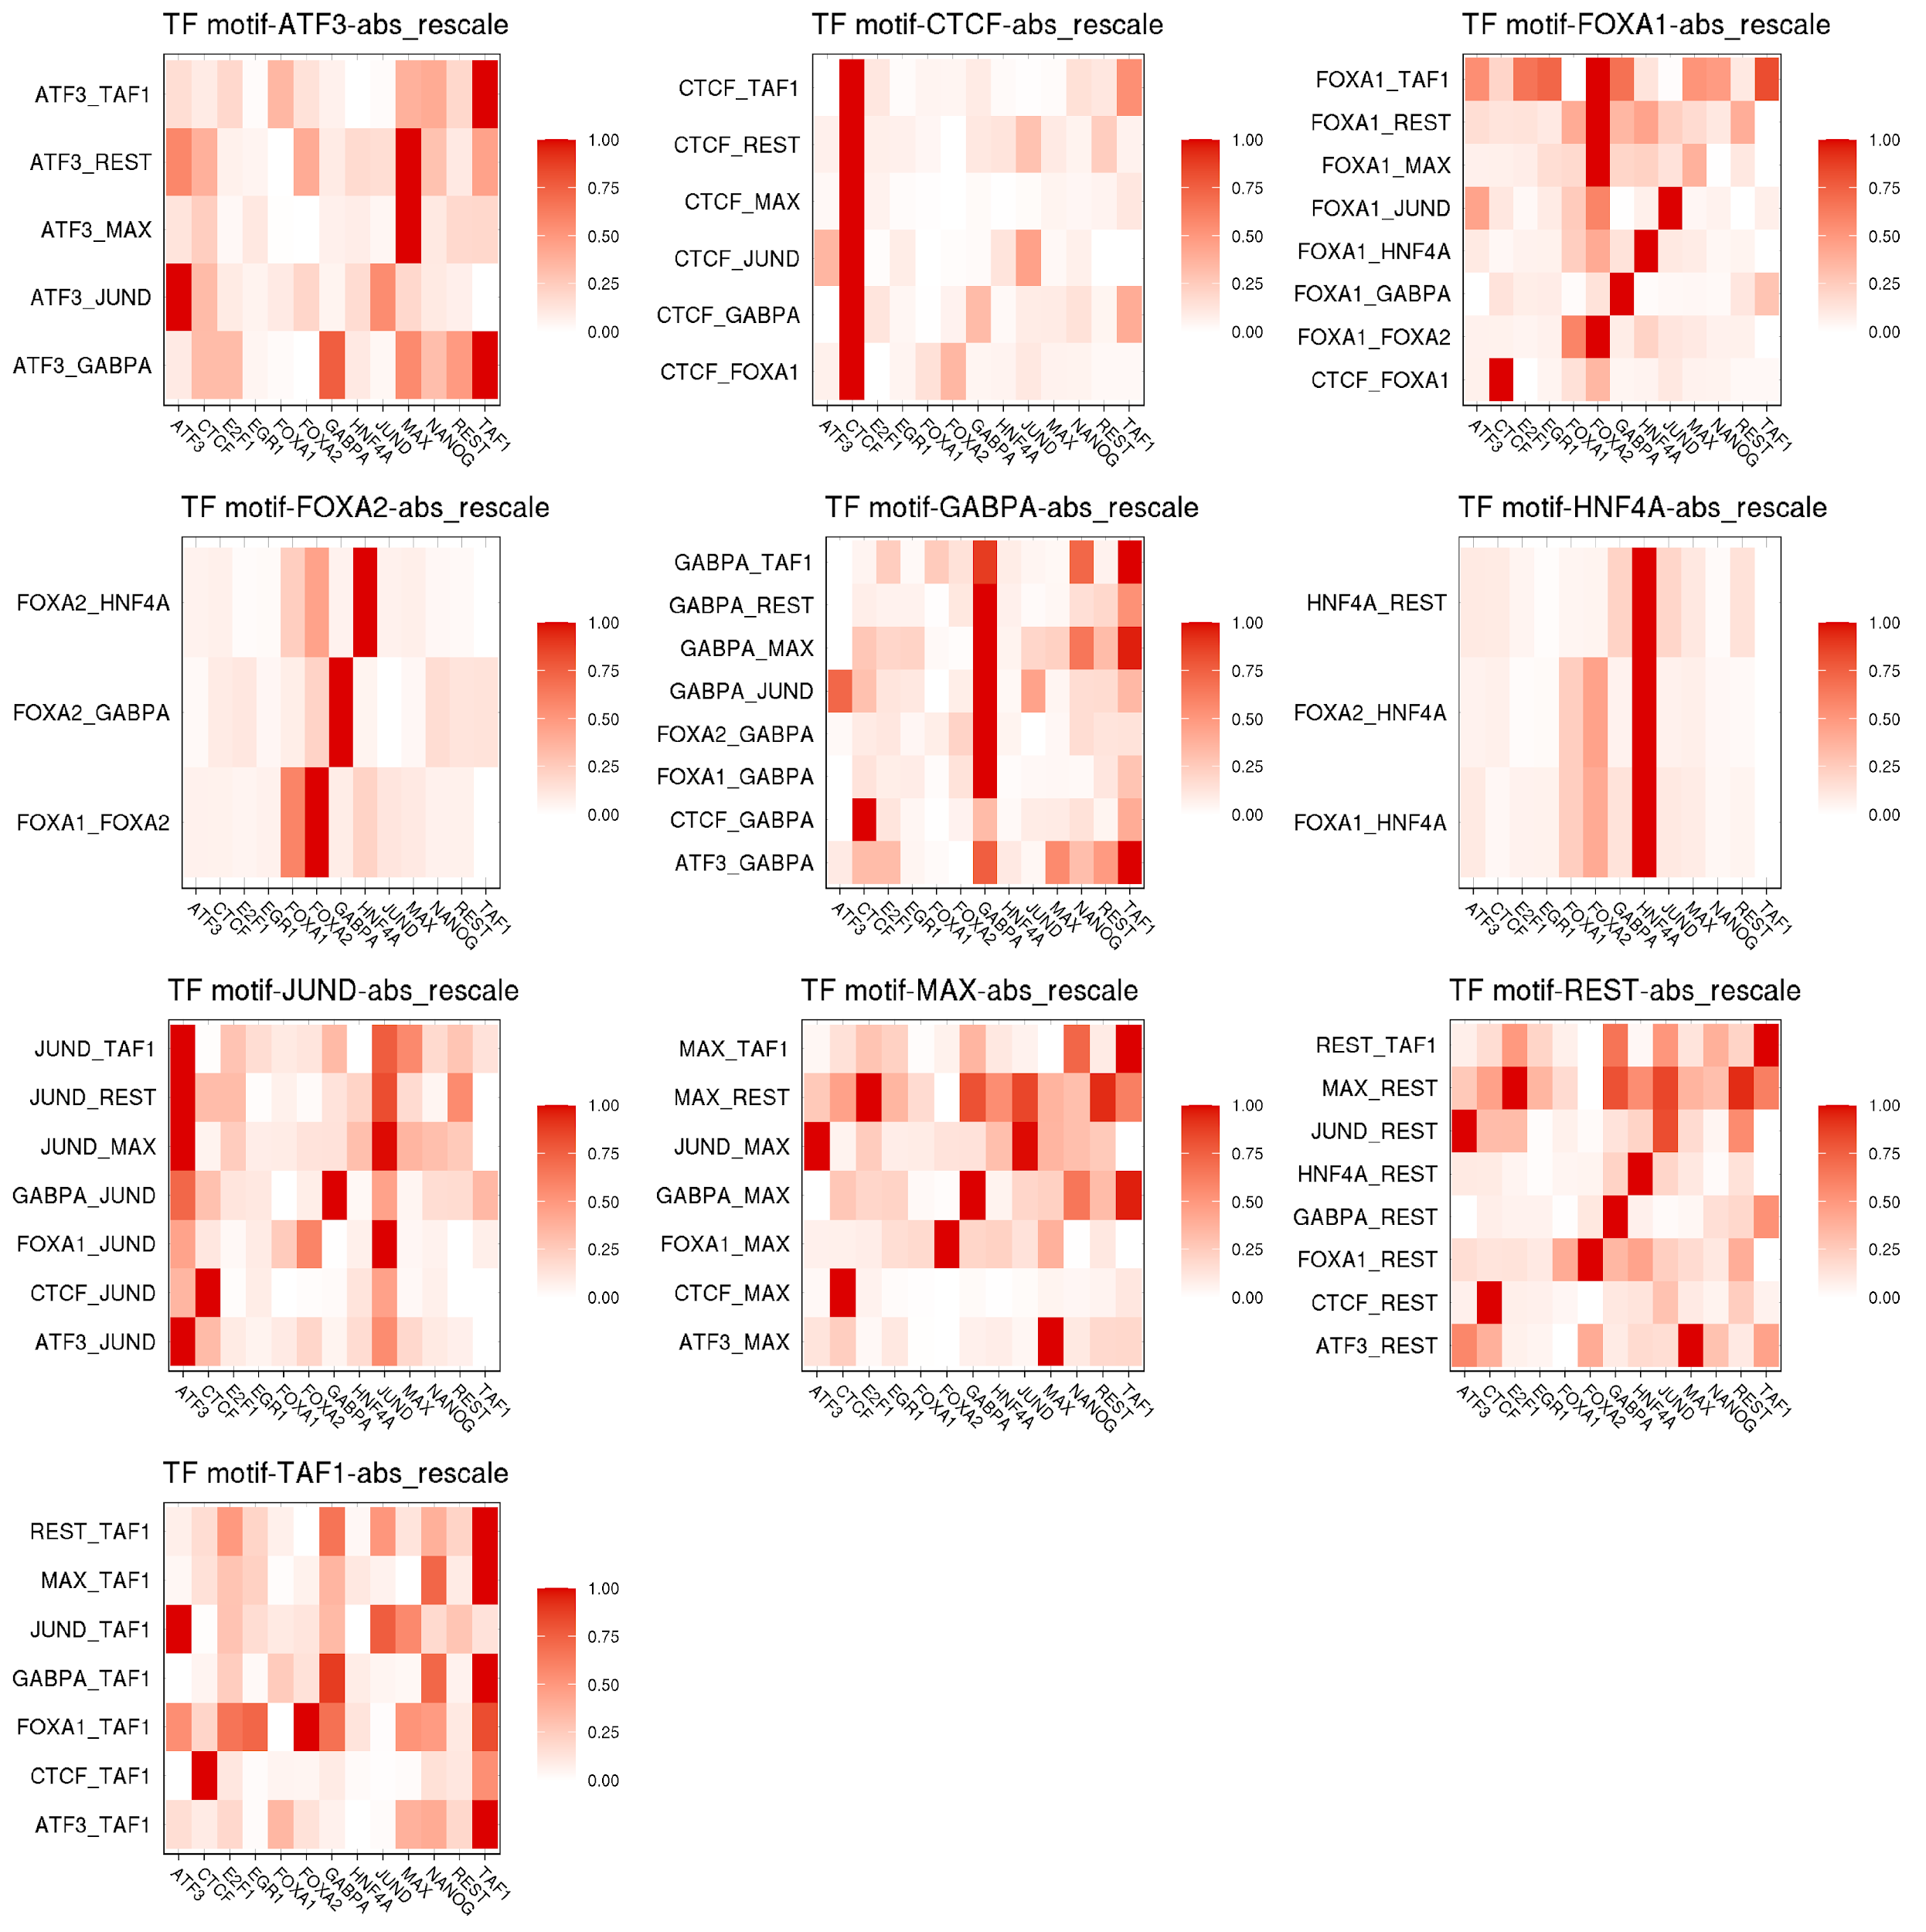 TF motif-ATF3-abs_rescale
ATF3_TAF1
ATF3_REST
ATF3_MAX
ATF3_JUND
ATF3_GABPA
ATF3 CTCF E2F1 EGR1 FOXA1 FOXA2 GABPA HNF4A JUND MAX NANOG REST TAF1
1.00
0.75
0.50
0.25
0.00
TF motif-CTCF-abs_rescale
CTCF_TAF1
CTCF_REST
CTCF_MAX
CTCF_JUND
CTCF_GABPA
CTCF_FOXA1
ATF3 CTCF E2F1 EGR1 FOXA1 FOXA2 GABPA HNF4A JUND MAX NANOG REST TAF1
1.00
0.75
0.50
0.25
0.00
TF motif-FOXA1-abs_rescale
FOXA1_TAF1
FOXA1_REST
FOXA1_MAX
FOXA1_JUND
FOXA1_HNF4A
FOXA1_GABPA
FOXA1_FOXA2
CTCF_FOXA1
ATF3 CTCF E2F1 EGR1 FOXA1 FOXA2 GABPA HNF4A JUND MAX NANOG REST TAF1
1.00
0.75
0.50
0.25
0.00
TF motif-FOXA2-abs_rescale
FOXA2_HNF4A
FOXA2_GABPA
FOXA1_FOXA2
ATF3 CTCF E2F1 EGR1 FOXA1 FOXA2 GABPA HNF4A JUND MAX NANOG REST TAF1
1.00
0.75
0.50
0.25
0.00
TF motif-GABPA-abs_rescale
GABPA_TAF1
GABPA_REST
GABPA_MAX
GABPA_JUND
FOXA2_GABPA
FOXA1_GABPA
CTCF_GABPA
ATF3_GABPA
ATF3 CTCF E2F1 EGR1 FOXA1 FOXA2 GABPA HNF4A JUND MAX NANOG REST TAF1
1.00
0.75
0.50
0.25
0.00
TF motif-HNF4A-abs_rescale
HNF4A_REST
FOXA2_HNF4A
FOXA1_HNF4A
ATF3 CTCF E2F1 EGR1 FOXA1 FOXA2 GABPA HNF4A JUND MAX NANOG REST TAF1
1.00
0.75
0.50
0.25
0.00
TF motif-JUND-abs_rescale
JUND_TAF1
JUND_REST
JUND_MAX
GABPA_JUND
FOXA1_JUND
CTCF_JUND
ATF3_JUND
ATF3 CTCF E2F1 EGR1 FOXA1 FOXA2 GABPA HNF4A JUND MAX NANOG REST TAF1
1.00
0.75
0.50
0.25
0.00
TF motif-MAX-abs_rescale
MAX_TAF1
MAX_REST
JUND_MAX
GABPA_MAX
FOXA1_MAX
CTCF_MAX
ATF3_MAX
ATF3 CTCF E2F1 EGR1 FOXA1 FOXA2 GABPA HNF4A JUND MAX NANOG REST TAF1
1.00
0.75
0.50
0.25
0.00
TF motif-REST-abs_rescale
REST_TAF1
MAX_REST
JUND_REST
HNF4A_REST
GABPA_REST
FOXA1_REST
CTCF_REST
ATF3_REST
ATF3 CTCF E2F1 EGR1 FOXA1 FOXA2 GABPA HNF4A JUND MAX NANOG REST TAF1
1.00
0.75
0.50
0.25
0.00
TF motif-TAF1-abs_rescale
REST_TAF1
MAX_TAF1
JUND_TAF1
GABPA_TAF1
FOXA1_TAF1
CTCF_TAF1
ATF3_TAF1
ATF3 CTCF E2F1 EGR1 FOXA1 FOXA2 GABPA HNF4A JUND MAX NANOG REST TAF1
1.00
0.75
0.50
0.25
0.00